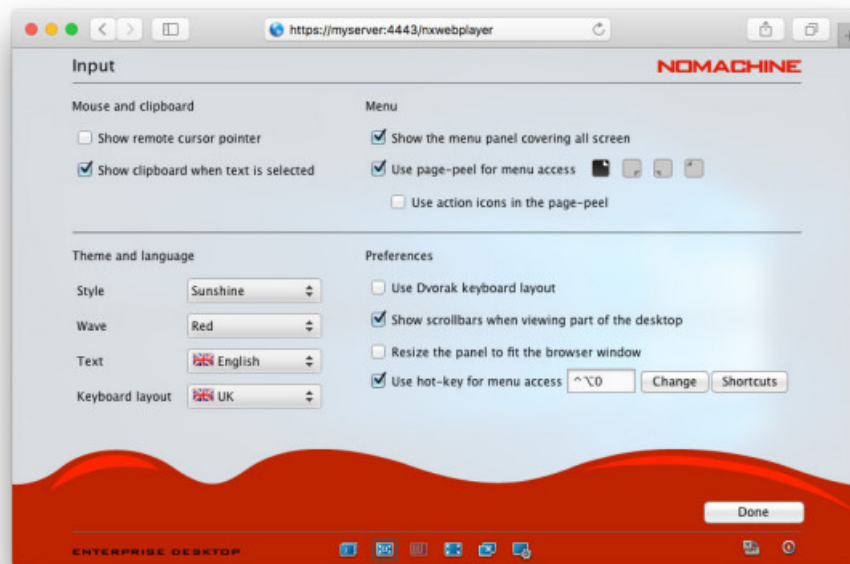 https://myserver:4443/nxwebplayer
Input
NOMACHINE
Mouse and clipboard
Show remote cursor pointer
Show clipboard when text is selected
Menu
Show the menu panel covering all screen
Use page-peel for menu access
Use action icons in the page-peel
Theme and language
Style Sunshine
Wave Red
Text English
Keyboard layout UK
Preferences
Use Dvorak keyboard layout
Show scrollbars when viewing part of the desktop
Resize the panel to fit the browser window
Use hot-key for menu access ^⌥0 Change Shortcuts
Done
ENTERPRISE DESKTOP